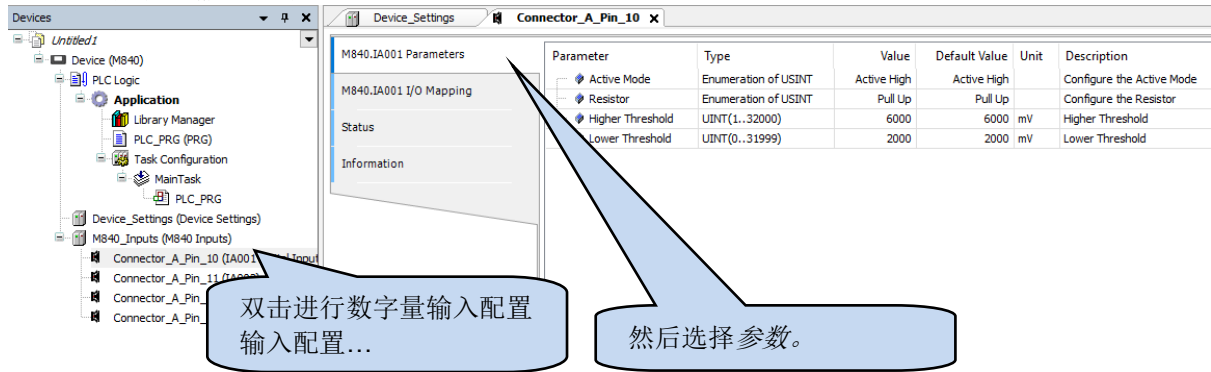 Devices
Untitled1
Device (M840)
PLC Logic
Application
Library Manager
PLC_PRG (PRG)
Task Configuration
MainTask
PLC_PRG
Device_Settings (Device Settings)
M840_Inputs (M840 Inputs)
Connector_A_Pin_10 (IA001 Input
Connector_A_Pin_11
Connector_A_Pin_
Connector_A_Pin_
双击进行数字量输入配置
输入配置...
Device_Settings Connector_A_Pin_10
M840.IA001 Parameters
M840.IA001 I/O Mapping
Status
Information
Parameter Type Value Default Value Unit Description
Active Mode Enumeration of USINT Active High Active High Configure the Active Mode
Resistor Enumeration of USINT Pull Up Pull Up Configure the Resistor
Higher Threshold UINT(1..32000) 6000 6000 mV Higher Threshold
Lower Threshold UINT(0..31999) 2000 2000 mV Lower Threshold
然后选择参数。